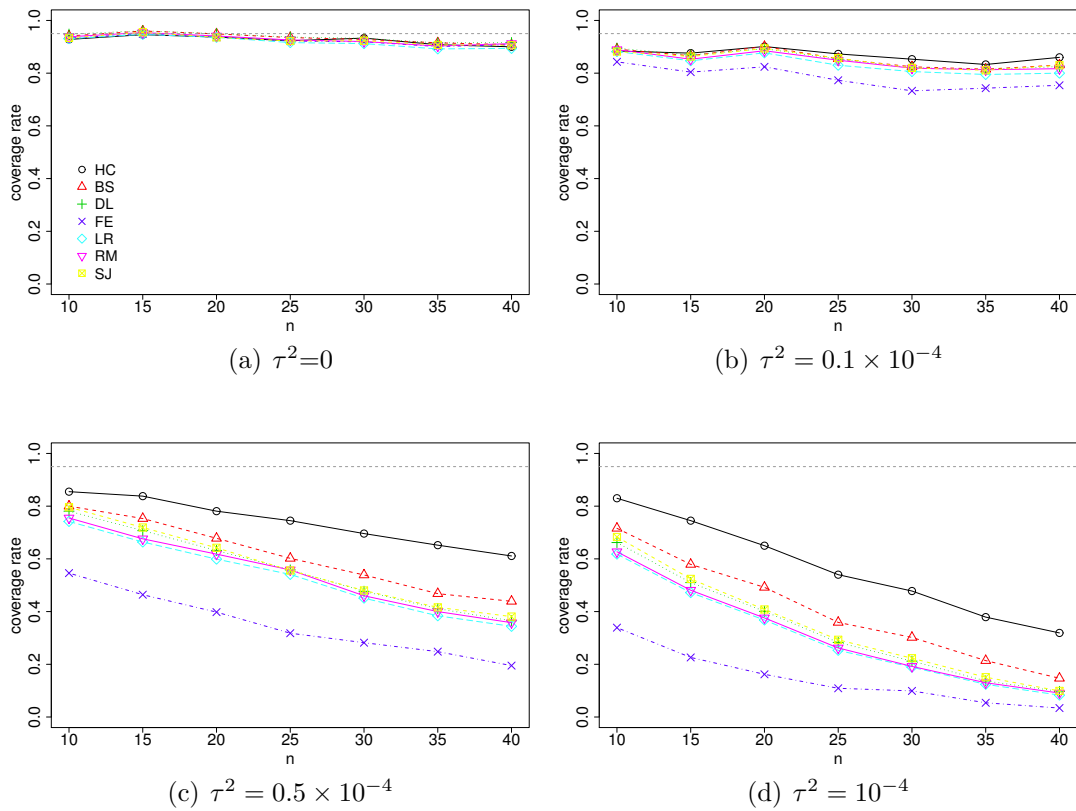 coverage rate
0.0 0.2 0.4 0.6 0.8 1.0
HC
BS
DL
FE
LR
RM
SJ
10 15 20 25 30 35 40
n
(a) τ²=0
coverage rate
0.0 0.2 0.4 0.6 0.8 1.0
10 15 20 25 30 35 40
n
(b) τ² = 0.1 × 10⁻⁴
coverage rate
0.0 0.2 0.4 0.6 0.8 1.0
10 15 20 25 30 35 40
n
(c) τ² = 0.5 × 10⁻⁴
coverage rate
0.0 0.2 0.4 0.6 0.8 1.0
10 15 20 25 30 35 40
n
(d) τ² = 10⁻⁴